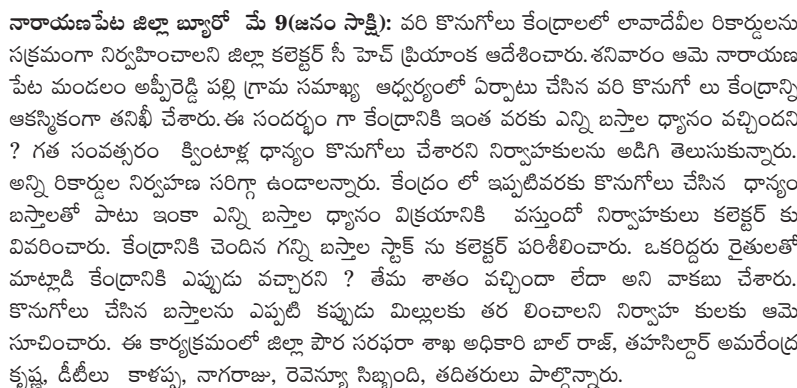 నారాయణపేట జిల్లా బ్యూరో మే 9(జనం సాక్షి): వరి కొనుగోలు కేంద్రాలలో లావాదేవీల రికార్డులను
సక్రమంగా నిర్వహించాలని జిల్లా కలెక్టర్ సీ హెచ్ ప్రియాంక ఆదేశించారు.శనివారం ఆమె నారాయణ
పేట మండలం అప్పిరెడ్డి పల్లి గ్రామ సమాఖ్య ఆధ్వర్యంలో ఏర్పాటు చేసిన వరి కొనుగో లు కేంద్రాన్ని
ఆకస్మికంగా తనిఖీ చేశారు.ఈ సందర్భం గా కేంద్రానికి ఇంత వరకు ఎన్ని బస్తాల ధ్యానం వచ్చిందని
? గత సంవత్సరం క్వింటాళ్ల ధాన్యం కొనుగోలు చేశారని నిర్వాహకులను అడిగి తెలుసుకున్నారు.
అన్ని రికార్డుల నిర్వహణ సరిగ్గా ఉండాలన్నారు. కేంద్రం లో ఇప్పటివరకు కొనుగోలు చేసిన ధాన్యం
బస్తాలతో పాటు ఇంకా ఎన్ని బస్తాల ధ్యానం విక్రయానికి వస్తుందో నిర్వాహకులు కలెక్టర్ కు
వివరించారు. కేంద్రానికి చెందిన గన్ని బస్తాల స్టాక్ ను కలెక్టర్ పరిశీలించారు. ఒకరిద్దరు రైతులతో
మాట్లాడి కేంద్రానికి ఎప్పుడు వచ్చారని ? తేమ శాతం వచ్చిందా లేదా అని వాకబు చేశారు.
కొనుగోలు చేసిన బస్తాలను ఎప్పటి కప్పుడు మిల్లులకు తర లించాలని నిర్వాహ కులకు ఆమె
సూచించారు. ఈ కార్యక్రమంలో జిల్లా పౌర సరఫరా శాఖ అధికారి బాల్ రాజ్, తహసిల్దార్ అమరేంద్ర
కృష్ణ, డీటీలు కాళప్ప, నాగరాజు, రెవెన్యూ సిబ్బంది, తదితరులు పాల్గొన్నారు.